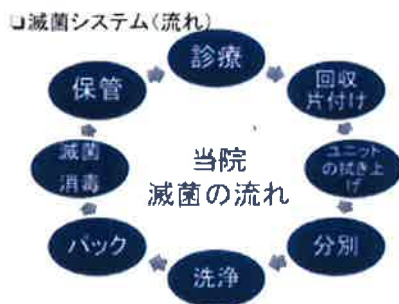 ❑滅菌システム(流れ)
診療
回収
片付け
ユニット
の拭き上
げ
分別
洗浄
パック
滅菌
消毒
保管
当院
滅菌の流れ